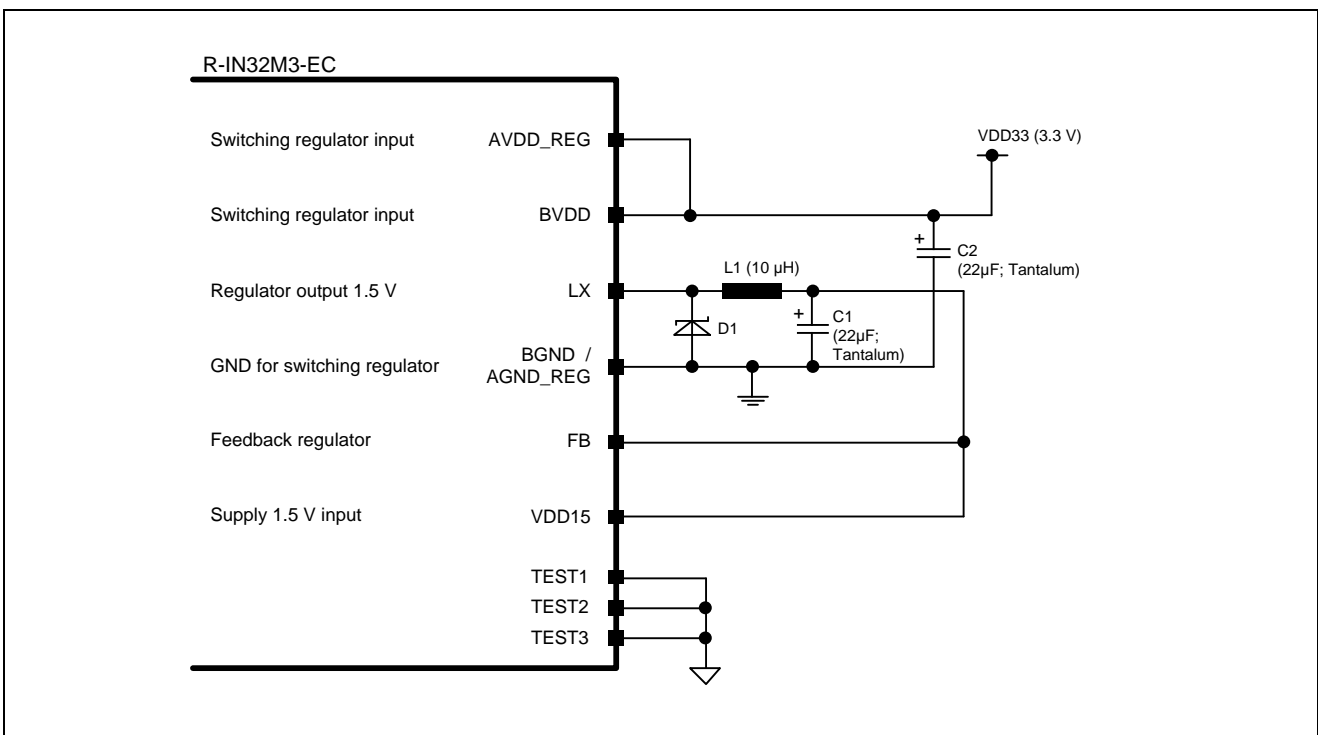 R-IN32M3-EC
Switching regulator input AVDD_REG
VDD33 (3.3 V)
Switching regulator input BVDD
+
C2
(22µF; Tantalum)
L1 (10 µH)
Regulator output 1.5 V LX
+
C1
(22µF;
Tantalum)
D1
GND for switching regulator
BGND /
AGND_REG
Feedback regulator FB
Supply 1.5 V input VDD15
TEST1
TEST2
TEST3